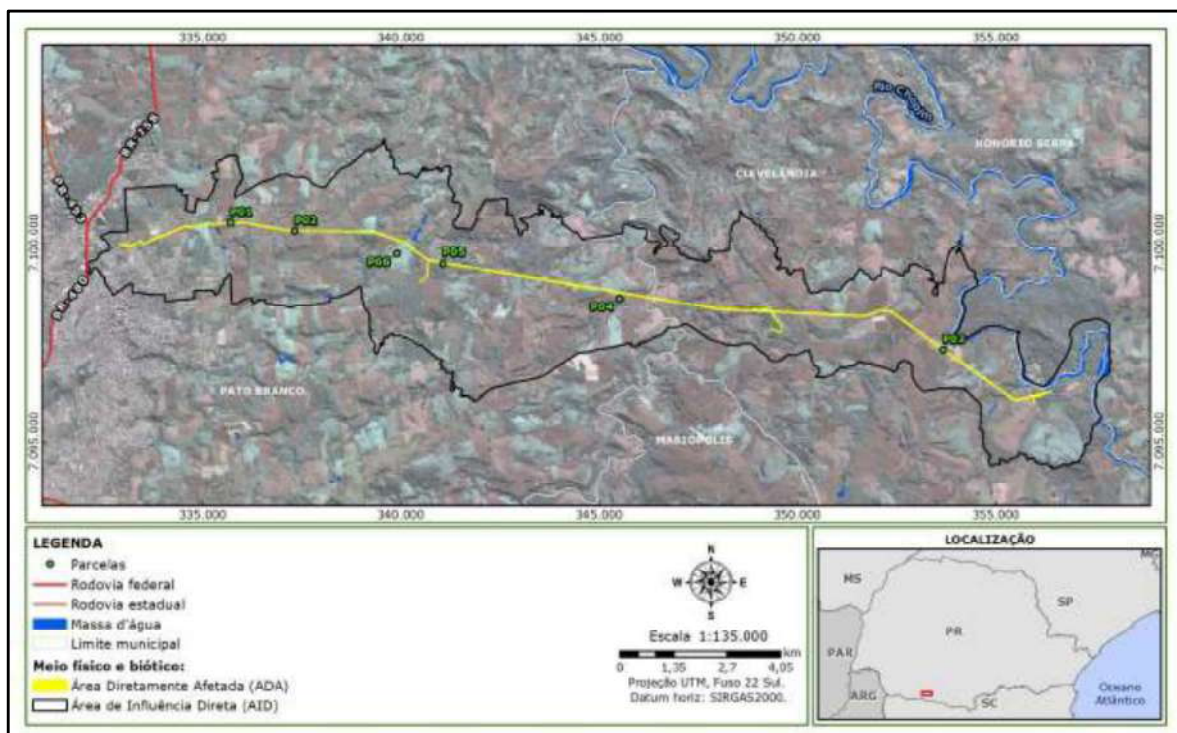 335.000 340.000 345.000 350.000 355.000
Rio Chopim
BR-158
HONÓRIO SERPA
CLEVELÂNDIA
7.100.000 7.100.000
P01
P02
P05
P06
P04
P03
PATO BRANCO
MARIÓPOLIS
7.095.000 7.095.000
335.000 340.000 345.000 350.000 355.000
LEGENDA
Parcelas
Rodovia federal
Rodovia estadual
Massa d'água
Limite municipal
Meio físico e biótico:
Área Diretamente Afetada (ADA)
Área de Influência Direta (AID)
N
W E
S
Escala 1:135.000
km
0 1,35 2,7 4,05
Projeção UTM, Fuso 22 Sul.
Datum horiz: SIRGAS2000.
LOCALIZAÇÃO
MS
MG
SP
PR
PAR
ARG
SC
Oceano
Atlântico